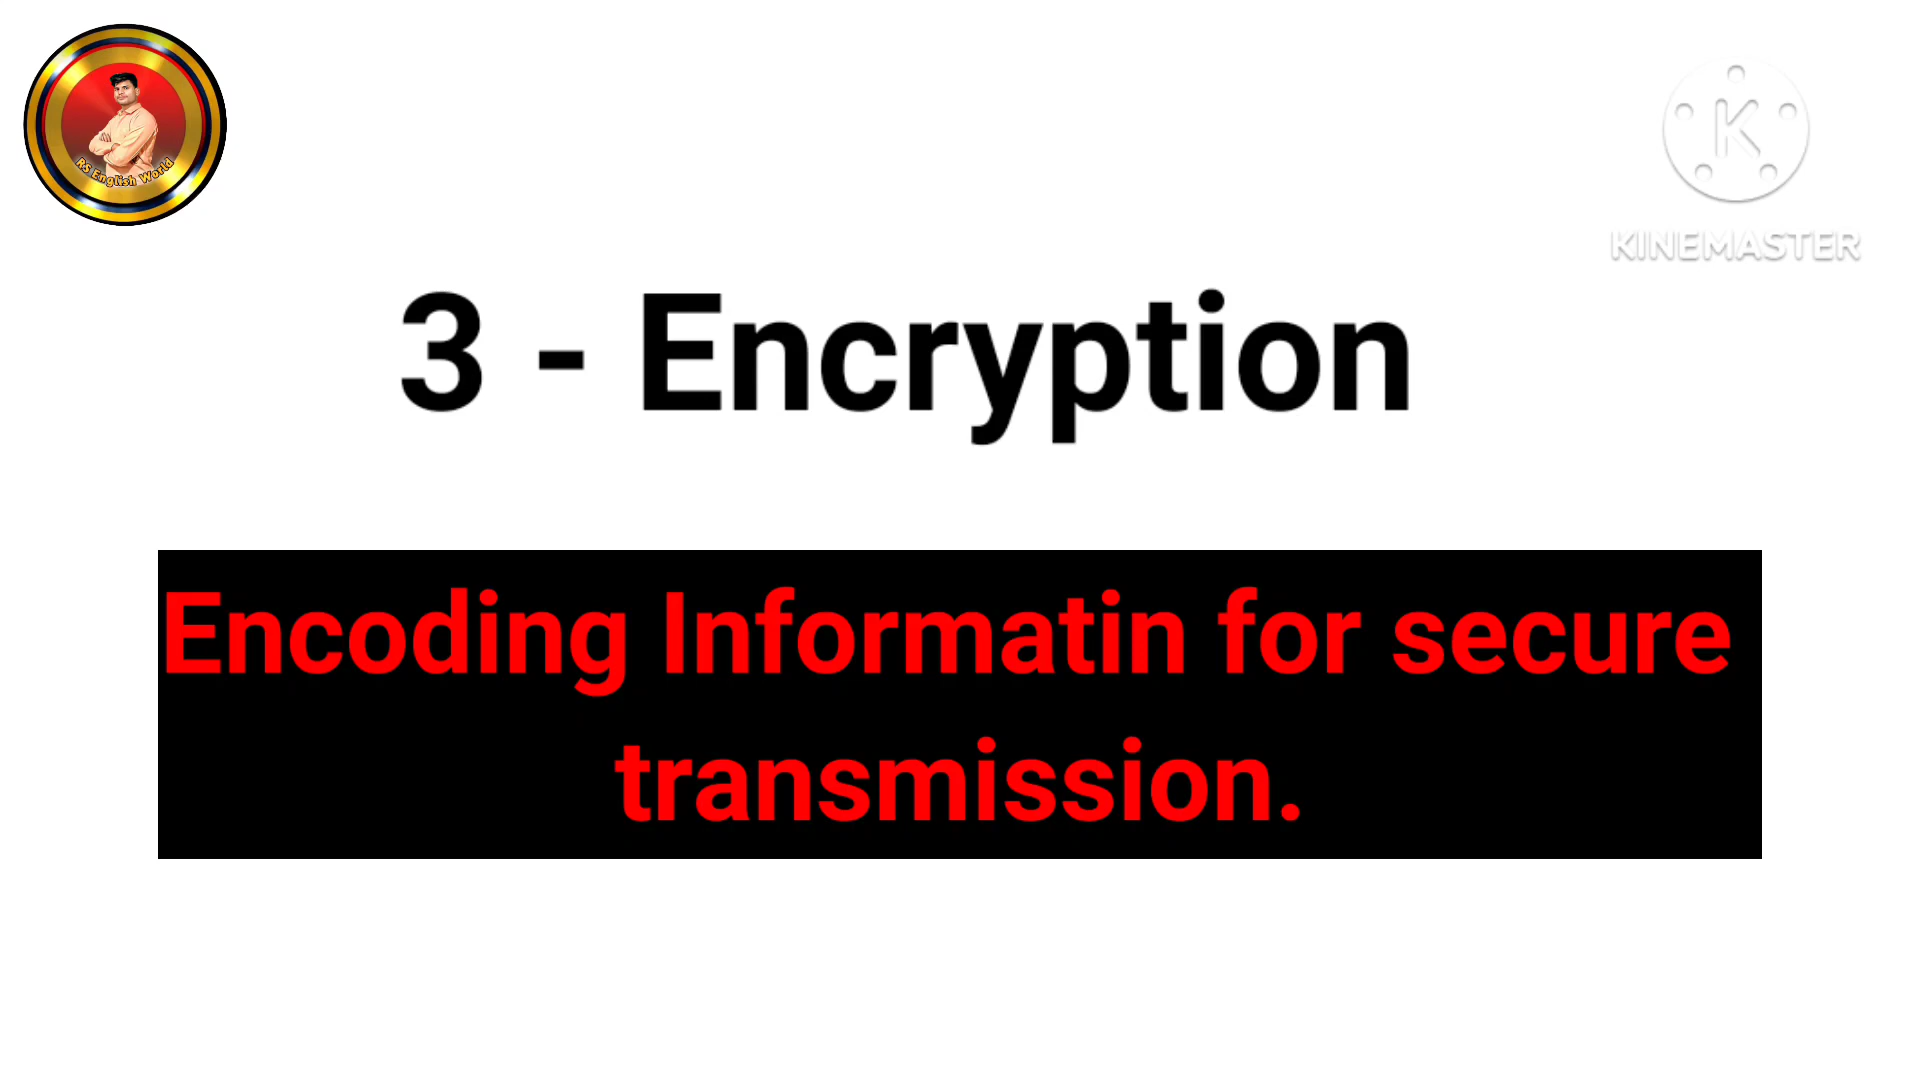 RS English World
KINEMASTER
3 - Encryption
Encoding Informatin for secure
transmission.